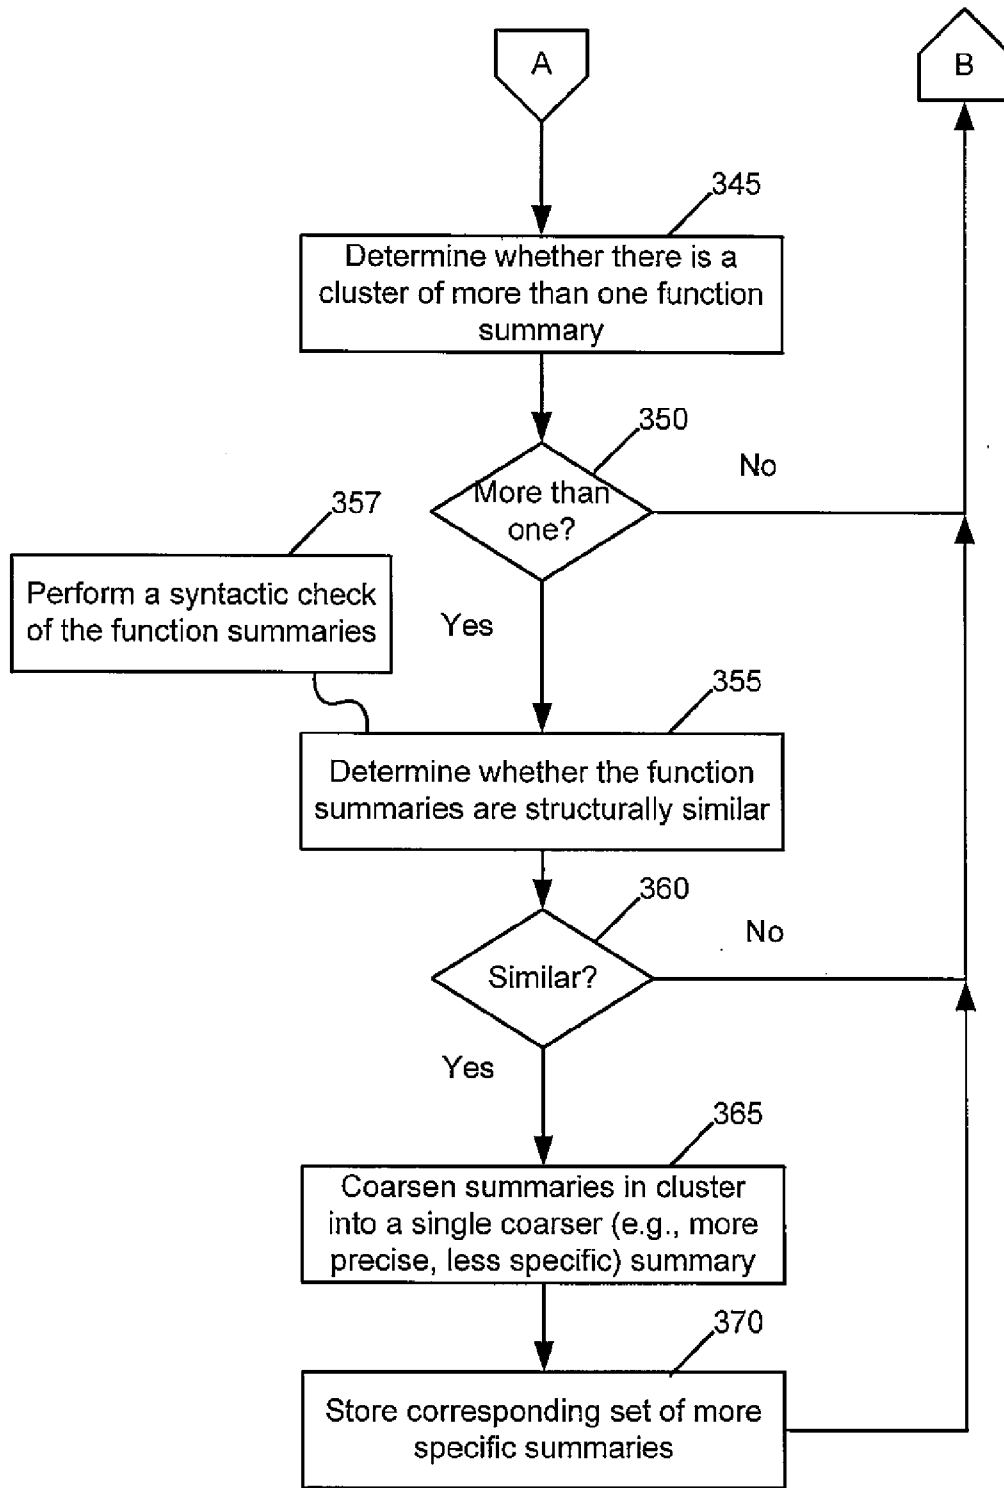 A
B
345
Determine whether there is a
cluster of more than one function
summary
350
More than
one?
No
357
Perform a syntactic check
of the function summaries
Yes
355
Determine whether the function
summaries are structurally similar
360
Similar?
No
Yes
365
Coarsen summaries in cluster
into a single coarser (e.g., more
precise, less specific) summary
370
Store corresponding set of more
specific summaries